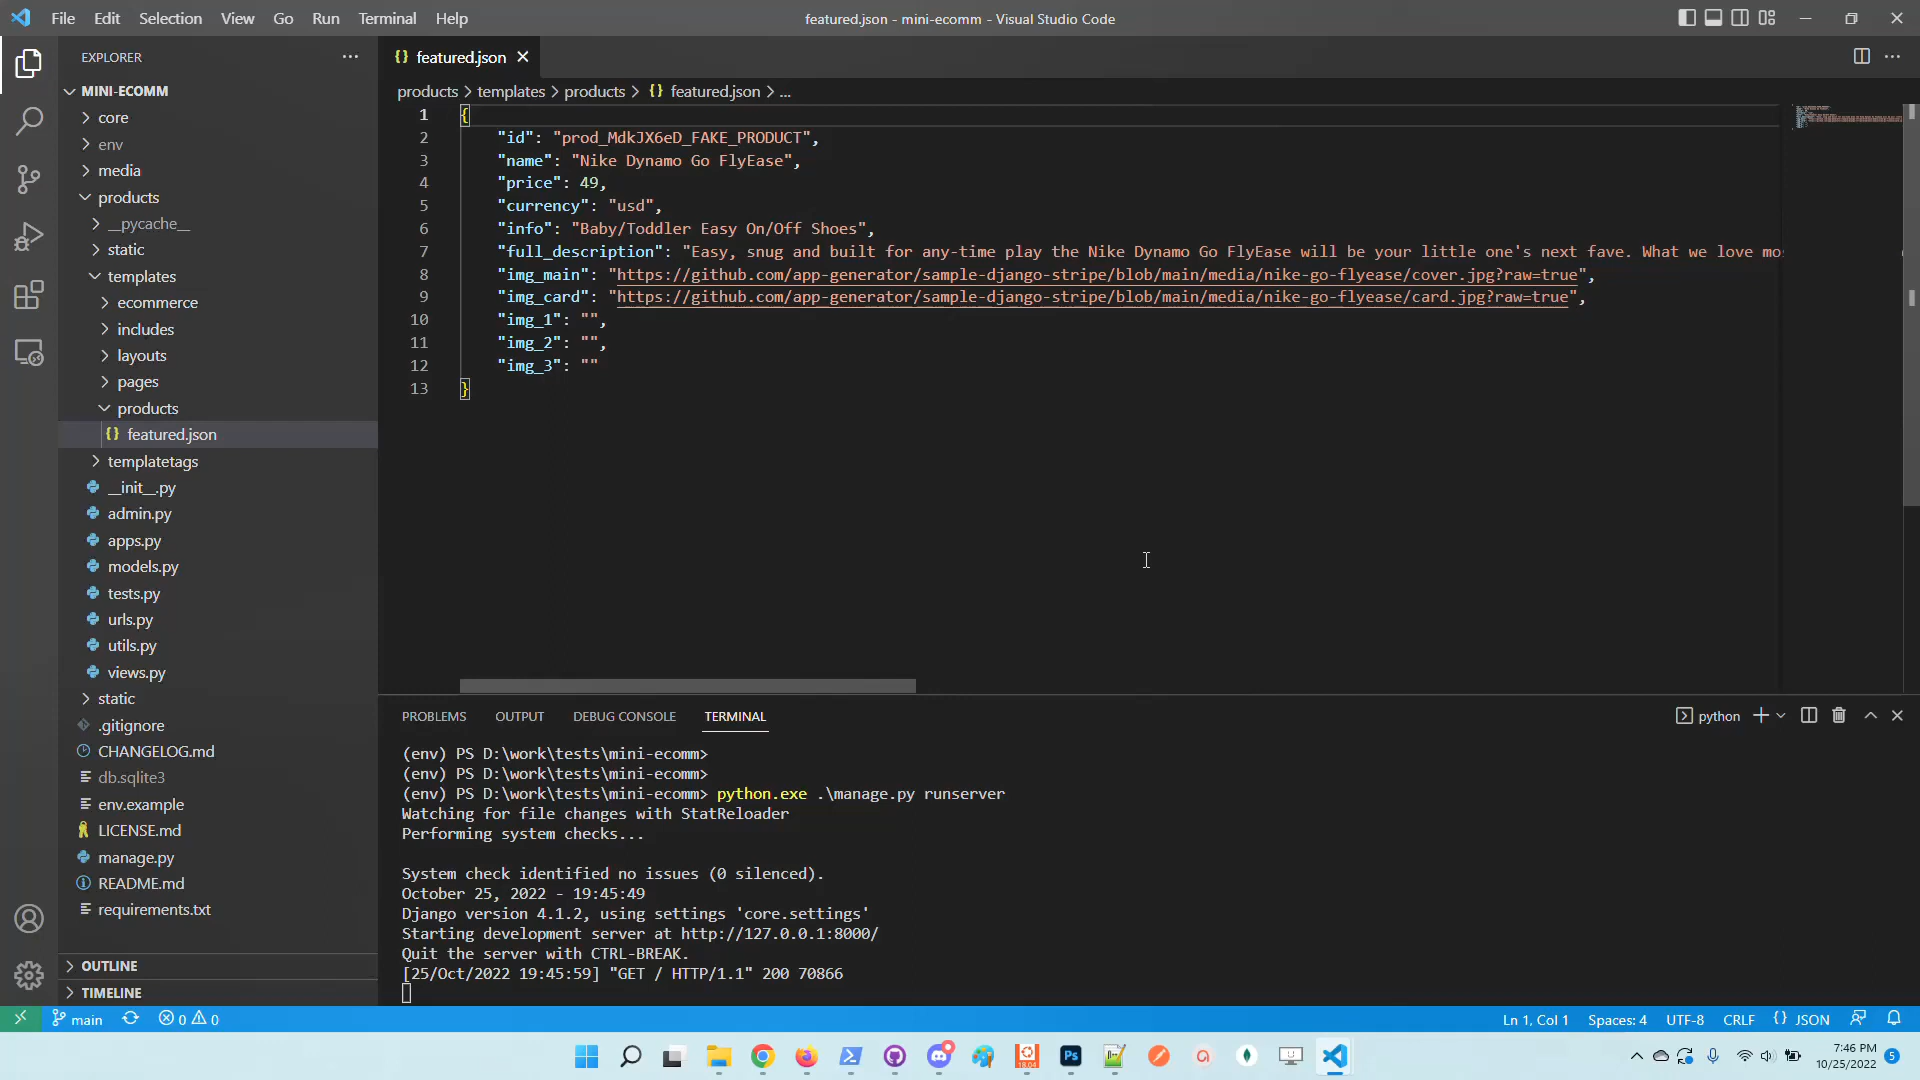 File Edit Selection View Go Run Terminal Help
featured.json - mini-ecomm - Visual Studio Code
EXPLORER
MINI-ECOMM
core
env
media
products
__pycache__
static
templates
ecommerce
includes
layouts
pages
products
featured.json
templatetags
__init__.py
admin.py
apps.py
models.py
tests.py
urls.py
utils.py
views.py
static
.gitignore
CHANGELOG.md
db.sqlite3
env.example
LICENSE.md
manage.py
README.md
requirements.txt
OUTLINE
TIMELINE
featured.json
products > templates > products > {} featured.json > ...
1 {
2 "id": "prod_MdkJX6eD_FAKE_PRODUCT",
3 "name": "Nike Dynamo Go FlyEase",
4 "price": 49,
5 "currency": "usd",
6 "info": "Baby/Toddler Easy On/Off Shoes",
7 "full_description": "Easy, snug and built for any-time play the Nike Dynamo Go FlyEase will be your little one's next fave. What we love mos
8 "img_main": "https://github.com/app-generator/sample-django-stripe/blob/main/media/nike-go-flyease/cover.jpg?raw=true",
9 "img_card": "https://github.com/app-generator/sample-django-stripe/blob/main/media/nike-go-flyease/card.jpg?raw=true",
10 "img_1": "",
11 "img_2": "",
12 "img_3": ""
13 }
PROBLEMS OUTPUT DEBUG CONSOLE TERMINAL
python
(env) PS D:\work\tests\mini-ecomm>
(env) PS D:\work\tests\mini-ecomm>
(env) PS D:\work\tests\mini-ecomm> python.exe .\manage.py runserver
Watching for file changes with StatReloader
Performing system checks...
System check identified no issues (0 silenced).
October 25, 2022 - 19:45:49
Django version 4.1.2, using settings 'core.settings'
Starting development server at http://127.0.0.1:8000/
Quit the server with CTRL-BREAK.
[25/Oct/2022 19:45:59] "GET / HTTP/1.1" 200 70866
main 0 0
Ln 1, Col 1 Spaces: 4 UTF-8 CRLF {} JSON
18.04
Ps
7:46 PM
10/25/2022
5